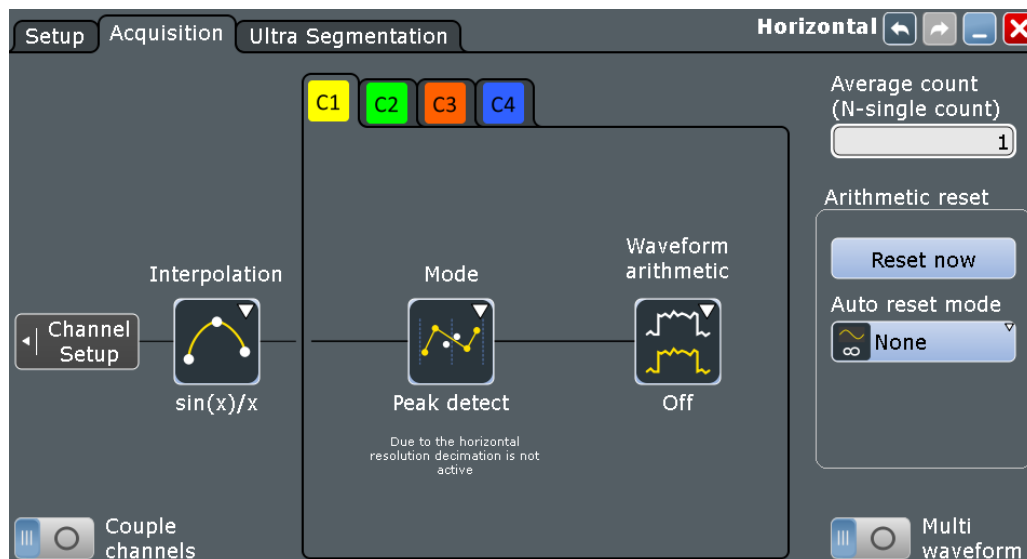 Setup
Acquisition
Ultra Segmentation
Horizontal
C1
C2
C3
C4
Average count
(N-single count)
1
Arithmetic reset
Reset now
Auto reset mode
None
Channel
Setup
Interpolation
sin(x)/x
Mode
Peak detect
Due to the horizontal
resolution decimation is not
active
Waveform
arithmetic
Off
Couple
channels
Multi
waveform